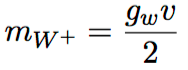 $m_{W^+} = \frac{g_w v}{2}$